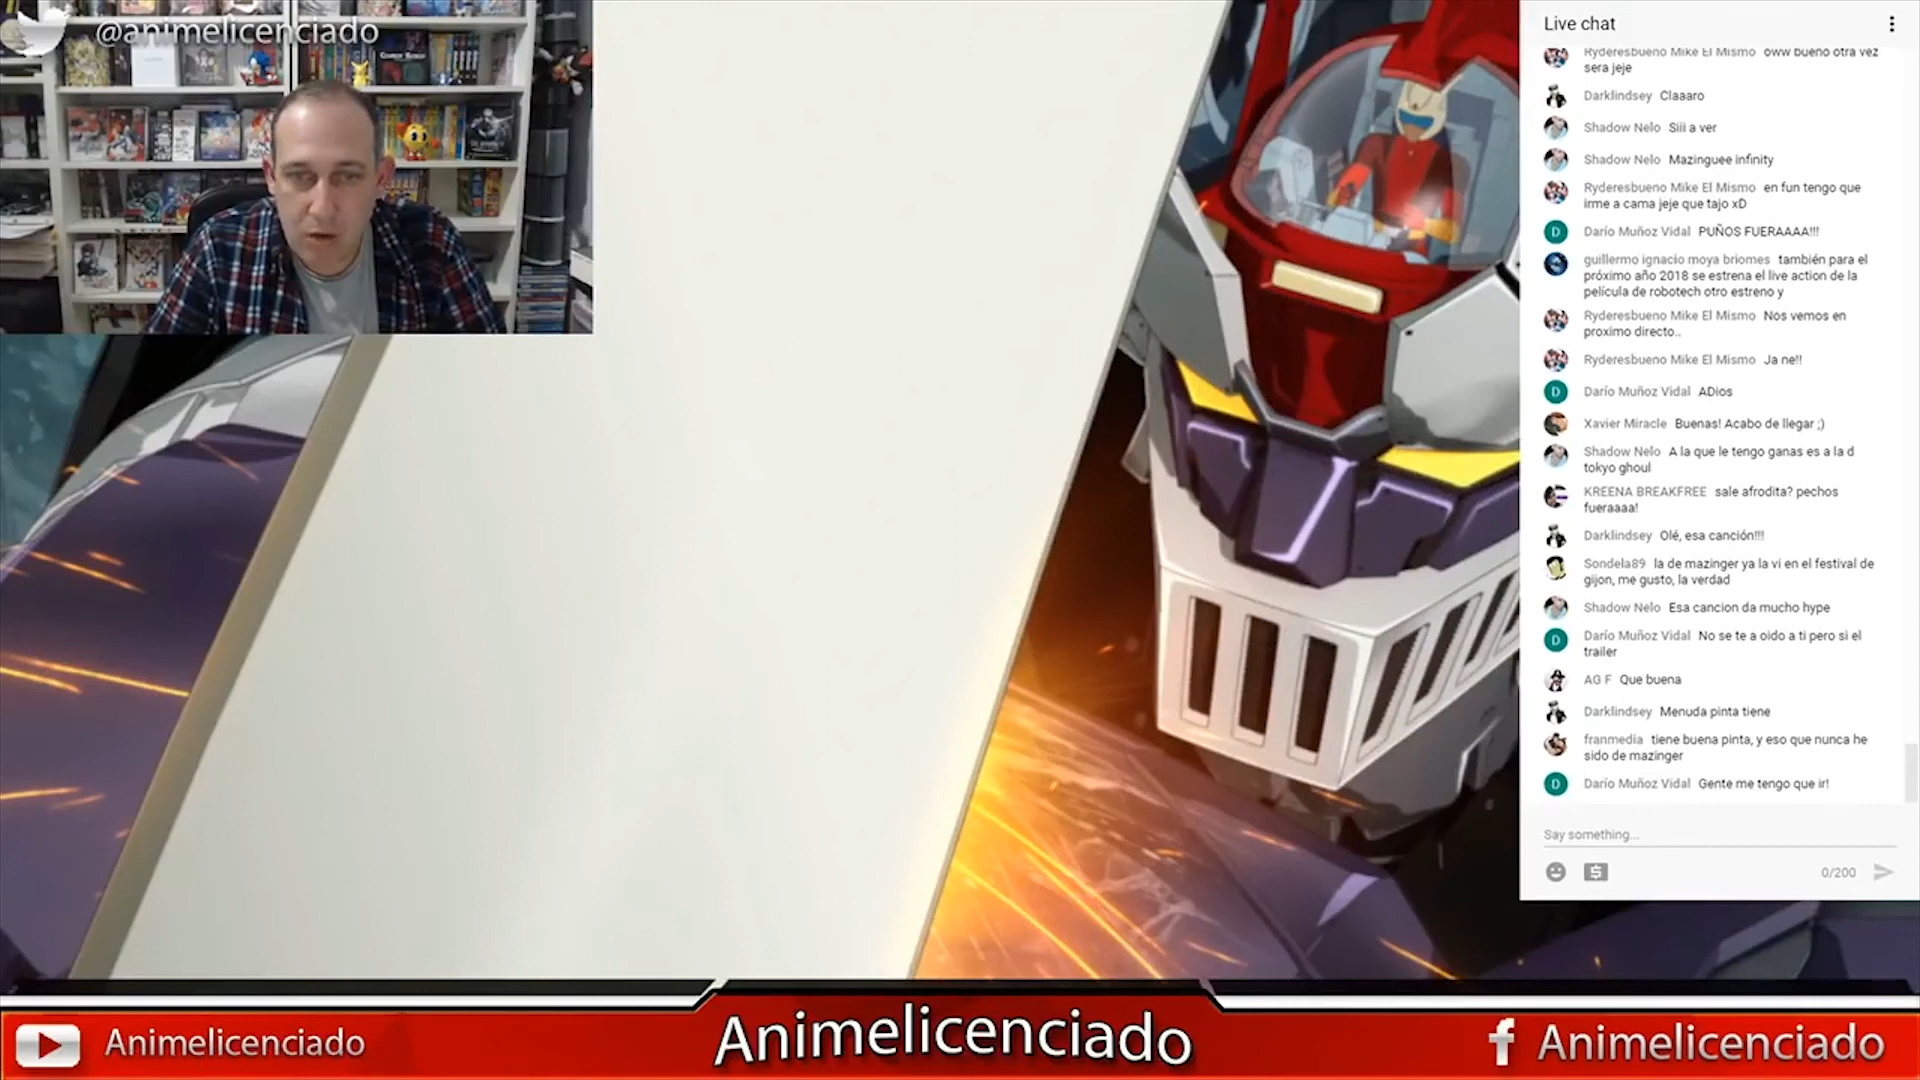 @animelicenciado
Live chat
Ryderesbueno Mike El Mismo oww bueno otra vez
sera jeje
Darklindsey Claaaro
Shadow Nelo Siii a ver
Shadow Nelo Mazinguee infinity
Ryderesbueno Mike El Mismo en fun tengo que
irme a cama jeje que tajo xD
Darío Muñoz Vidal PUÑOS FUERAAAA!!!
guillermo ignacio moya briomes también para el
próximo año 2018 se estrena el live action de la
película de robotech otro estreno y
Ryderesbueno Mike El Mismo Nos vemos en
proximo directo..
Ryderesbueno Mike El Mismo Ja ne!!
Darío Muñoz Vidal ADios
Xavier Miracle Buenas! Acabo de llegar ;)
Shadow Nelo A la que le tengo ganas es a la d
tokyo ghoul
KREENA BREAKFREE sale afrodita? pechos
fueraaaa!
Darklindsey Olé, esa canción!!!
Sondela89 la de mazinger ya la vi en el festival de
gijon, me gusto, la verdad
Shadow Nelo Esa cancion da mucho hype
Darío Muñoz Vidal No se te a oido a ti pero si el
trailer
AG F Que buena
Darklindsey Menuda pinta tiene
franmedia tiene buena pinta, y eso que nunca he
sido de mazinger
D Darío Muñoz Vidal Gente me tengo que ir!
Say something...
0/200
Animelicenciado
Animelicenciado
Animelicenciado